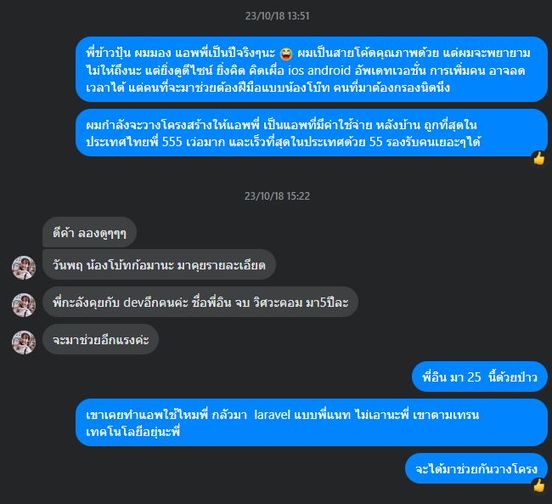 23/10/18 13:51
พี่ข้าวปุ้น ผมมอง แอพพี่เป็นปีจริงๆนะ 😂 ผมเป็นสายโค้ดคุณภาพด้วย แต่ผมจะพยายาม
ไม่ให้ถึงนะ แต่ยิ่งดูดีไซน์ ยิ่งคิด คิดเผื่อ ios android อัพเดทเวอชั่น การเพิ่มคน อาจลด
เวลาได้ แต่คนที่จะมาช่วยต้องฝีมือแบบน้องโบ๊ท คนที่มาต้องกรองนิดนึง
ผมกำลังจะวางโครงสร้างให้แอพพี่ เป็นแอพที่มีค่าใช้จ่าย หลังบ้าน ถูกที่สุดใน
ประเทศไทยพี่ 555 เว่อมาก และเร็วที่สุดในประเทศด้วย 55 รองรับคนเยอะๆได้
23/10/18 15:22
ดีค้า ลองดูๆๆๆ
วันพฤ น้องโบ้ทก้อมานะ มาคุยรายละเอียด
พี่กะลังคุยกับ devอีกคนค่ะ ชื่อพี่อิน จบ วิศวะคอม มา5ปีละ
จะมาช่วยอีกแรงค่ะ
พี่อิน มา 25 นี้ด้วยป่าว
เขาเคยทำแอพใช้ไหมพี่ กลัวมา laravel แบบพี่แนท ไม่เอานะพี่ เขาตามเทรน
เทคโนโลยีอยุ่นะพี่
จะได้มาช่วยกันวางโครง